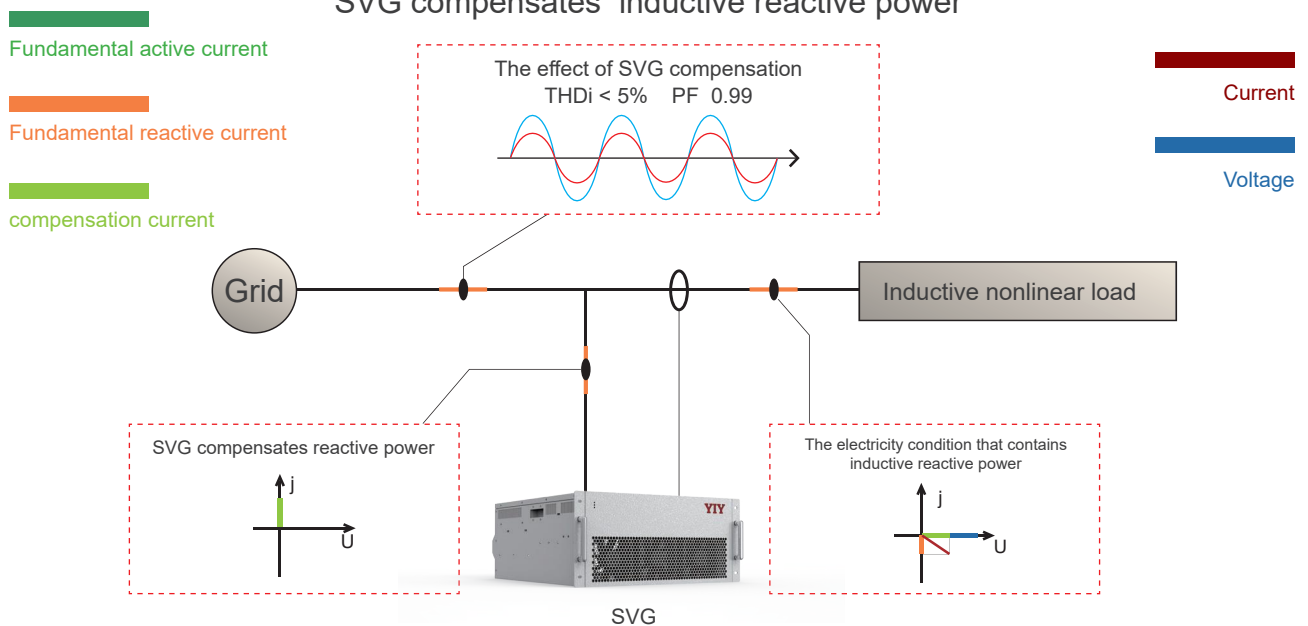 SVG compensates inductive reactive power
Fundamental active current
Fundamental reactive current
compensation current
Current
Voltage
The effect of SVG compensation
THDi < 5% PF 0.99
Grid
Inductive nonlinear load
SVG compensates reactive power
j
U
The electricity condition that contains
inductive reactive power
j
U
YIY
SVG